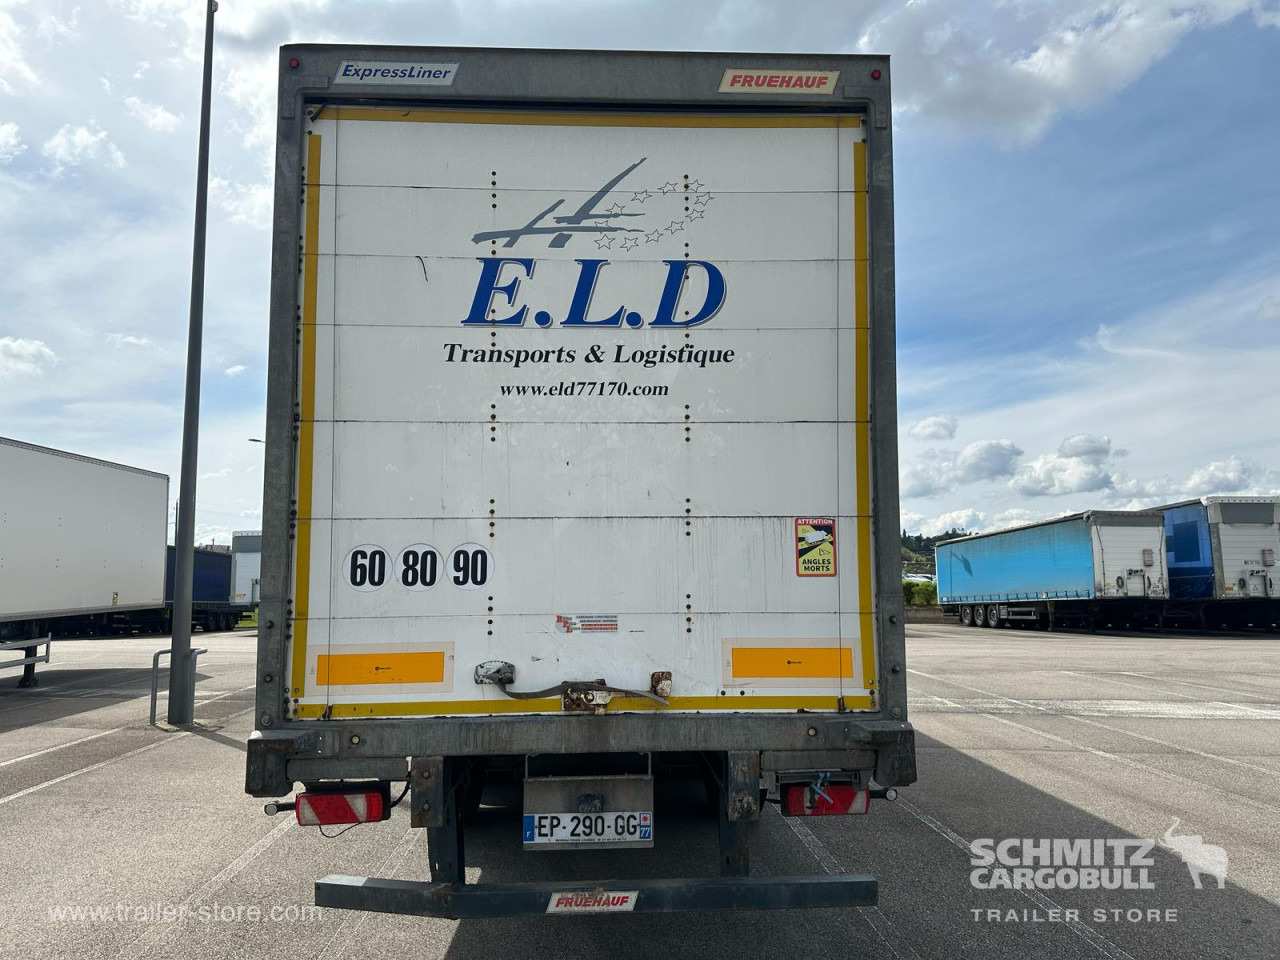 ExpressLiner
FRUEHAUF
E.L.D
Transports & Logistique
www.eld77170.com
60 80 90
ATTENTION
ANGLES
MORTS
F EP-290-GG 77
FRUEHAUF
www.trailer-store.com
SCHMITZ
CARGOBULL
TRAILER STORE